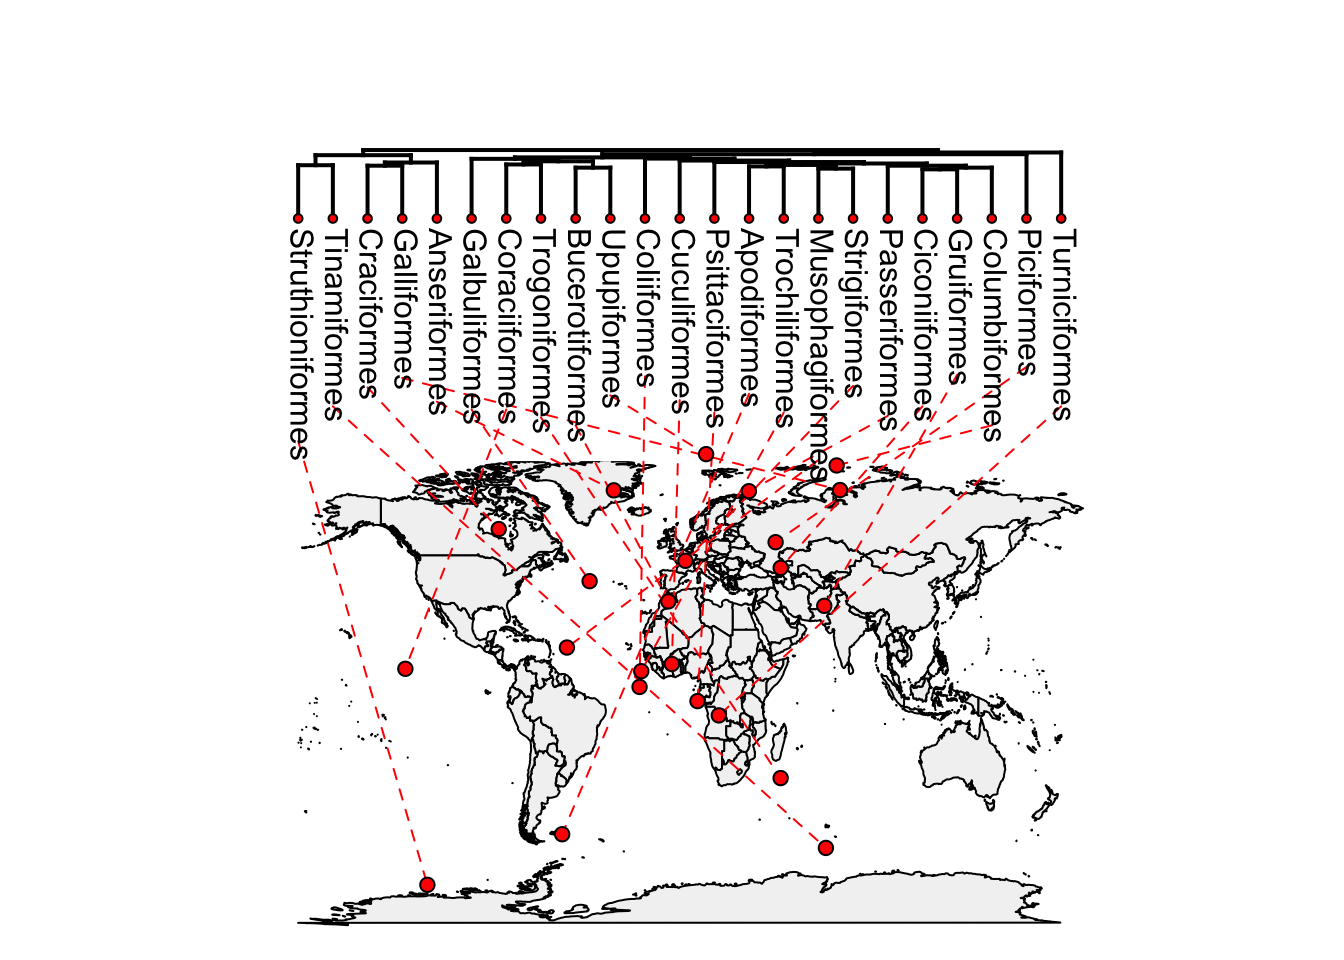 Struthioniformes
Tinamiformes
Craciformes
Galliformes
Anseriformes
Galbuliformes
Coraciiformes
Trogoniformes
Bucerotiformes
Upupiformes
Coliiformes
Cuculiformes
Psittaciformes
Apodiformes
Trochiliformes
Musophagiformes
Strigiformes
Passeriformes
Ciconiiformes
Gruiformes
Columbiformes
Piciformes
Turniciformes